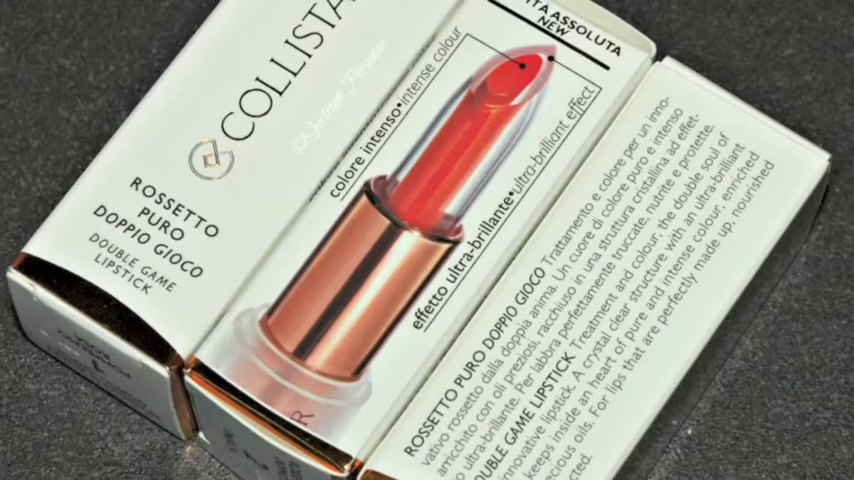 COLLISTA
ROSSETTO
PURO
DOPPIO GIOCO
DOUBLE GAME
LIPSTICK
ITA ASSOLUTA
NEW
colore intenso•intense colour
effetto ultra-brillante•ultra-brilliant effect
ROSSETTO PURO DOPPIO GIOCO Trattamento e colore per un inno-
vativo rossetto dalla doppia anima. Un cuore di colore puro e intenso
arricchito con oli preziosi, racchiuso in una struttura cristallina ad effet-
o ultra-brillante. Per labbra perfettamente truccate, nutrite e protette.
OUBLE GAME LIPSTICK Treatment and colour, the double soul of
innovative lipstick. A crystal clear structure with an ultra-brilliant
keeps inside an heart of pure and intense colour, enriched
ecious oils. For lips that are perfectly made up, nourished
cted.